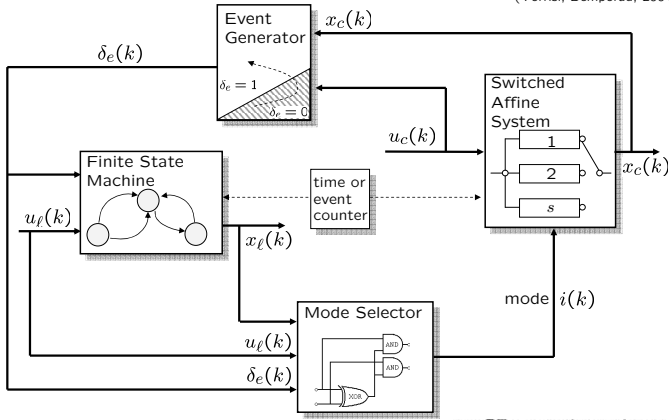 Event
Generator
x_c(k)
δ_e(k)
δ_e = 1
δ_e = 0
Switched
Affine
System
1
2
s
u_c(k)
x_c(k)
Finite State
Machine
time or
event
counter
u_ℓ(k)
x_ℓ(k)
mode i(k)
Mode Selector
AND
AND
XOR
u_ℓ(k)
δ_e(k)